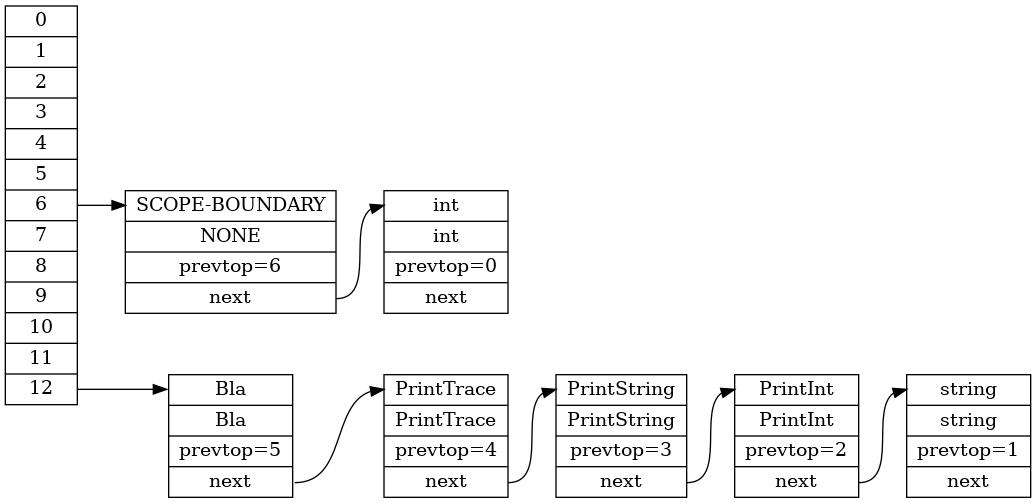 0
1
2
3
4
5
6
7
8
9
10
11
12
SCOPE-BOUNDARY
NONE
prevtop=6
next
int
int
prevtop=0
next
Bla
Bla
prevtop=5
next
PrintTrace
PrintTrace
prevtop=4
next
PrintString
PrintString
prevtop=3
next
PrintInt
PrintInt
prevtop=2
next
string
string
prevtop=1
next